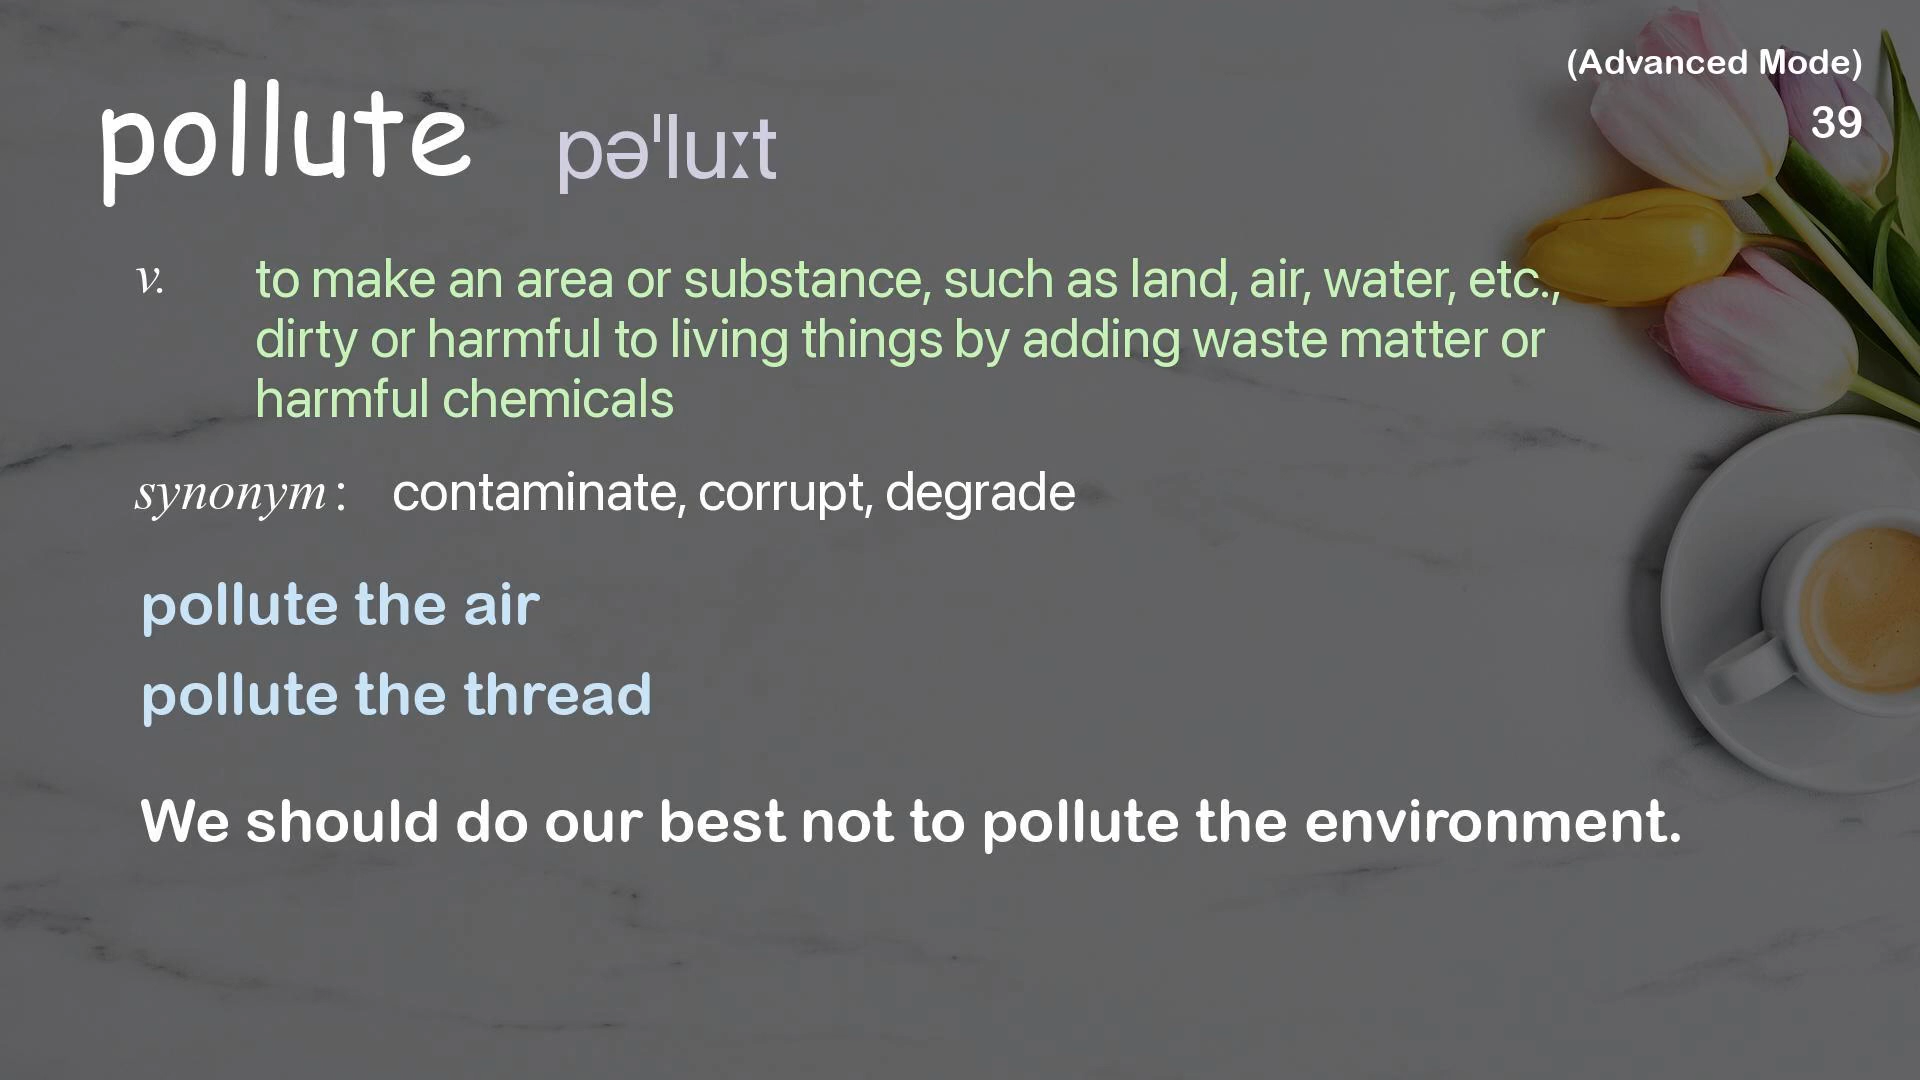 (Advanced Mode)
39
pollute pəˈluːt
v. to make an area or substance, such as land, air, water, etc.,
dirty or harmful to living things by adding waste matter or
harmful chemicals
synonym : contaminate, corrupt, degrade
pollute the air
pollute the thread
We should do our best not to pollute the environment.